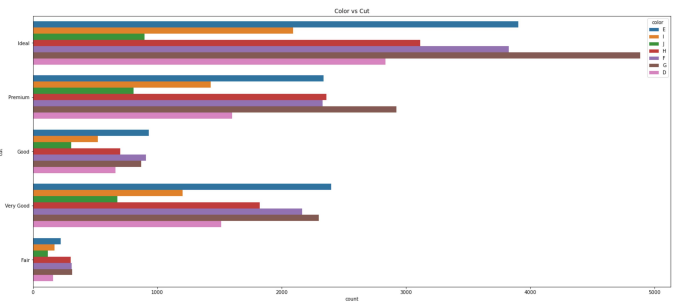 Color vs Cut
color
E
I
J
H
F
G
D
Ideal
Premium
Good
Very Good
Fair
cut
0
1000
2000
3000
4000
5000
count